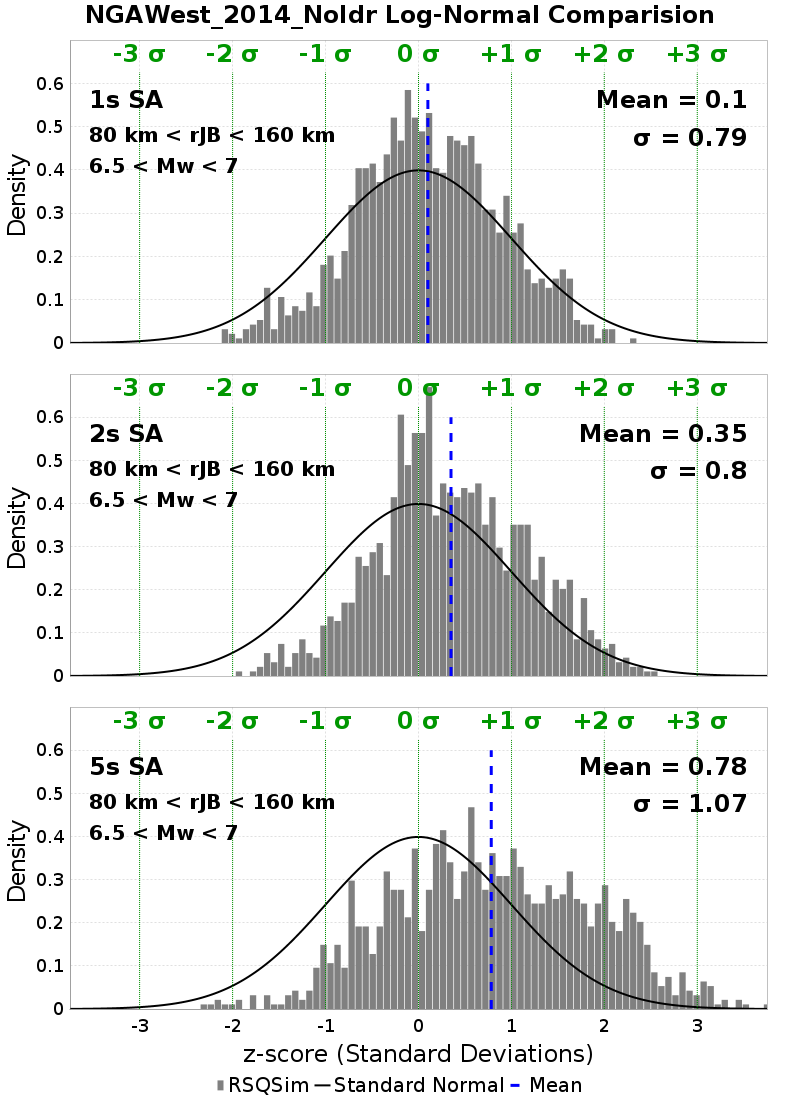 NGAWest_2014_NoIdr Log-Normal Comparision
-3 σ -2 σ -1 σ 0 σ +1 σ +2 σ +3 σ
1s SA Mean = 0.1
80 km < rJB < 160 km σ = 0.79
6.5 < Mw < 7
Density
0.6
0.5
0.4
0.3
0.2
0.1
0
-3 σ -2 σ -1 σ 0 σ +1 σ +2 σ +3 σ
2s SA Mean = 0.35
80 km < rJB < 160 km σ = 0.8
6.5 < Mw < 7
Density
0.6
0.5
0.4
0.3
0.2
0.1
0
-3 σ -2 σ -1 σ 0 σ +1 σ +2 σ +3 σ
5s SA Mean = 0.78
80 km < rJB < 160 km σ = 1.07
6.5 < Mw < 7
Density
0.6
0.5
0.4
0.3
0.2
0.1
0
-3 -2 -1 0 1 2 3
z-score (Standard Deviations)
RSQSim Standard Normal Mean